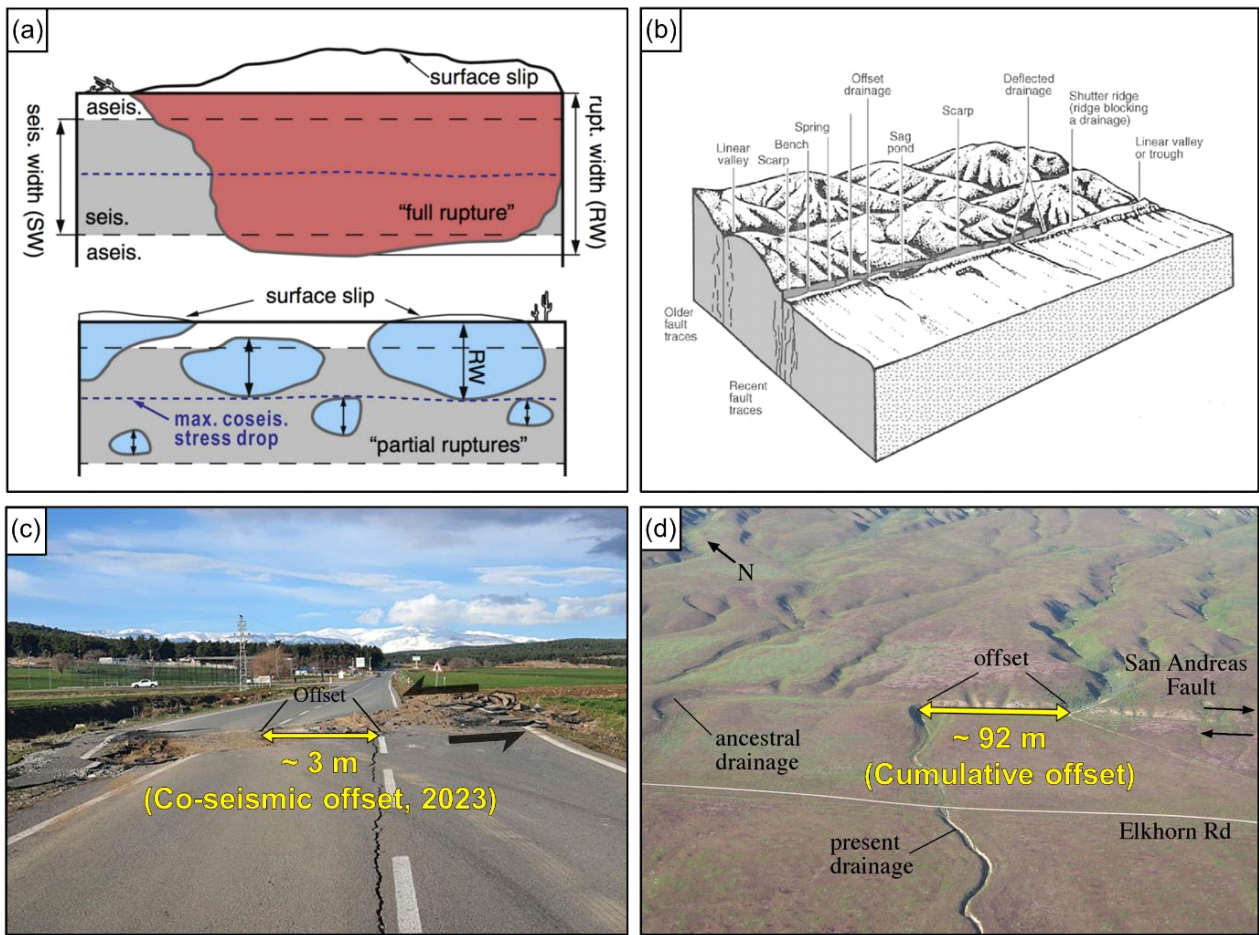 (a)
surface slip
aseis.
seis. width (SW)
rupt. width (RW)
"full rupture"
seis.
aseis.
surface slip
RW
max. coseis.
stress drop
"partial ruptures"
(b)
Offset
drainage
Deflected
drainage
Shutter ridge
(ridge blocking
a drainage)
Scarp
Spring
Sag
pond
Bench
Linear
valley
Scarp
Linear valley
or trough
Older
fault
traces
Recent
fault
traces
(c)
Offset
~ 3 m
(Co-seismic offset, 2023)
(d)
N
offset
San Andreas
Fault
~ 92 m
(Cumulative offset)
ancestral
drainage
Elkhorn Rd
present
drainage